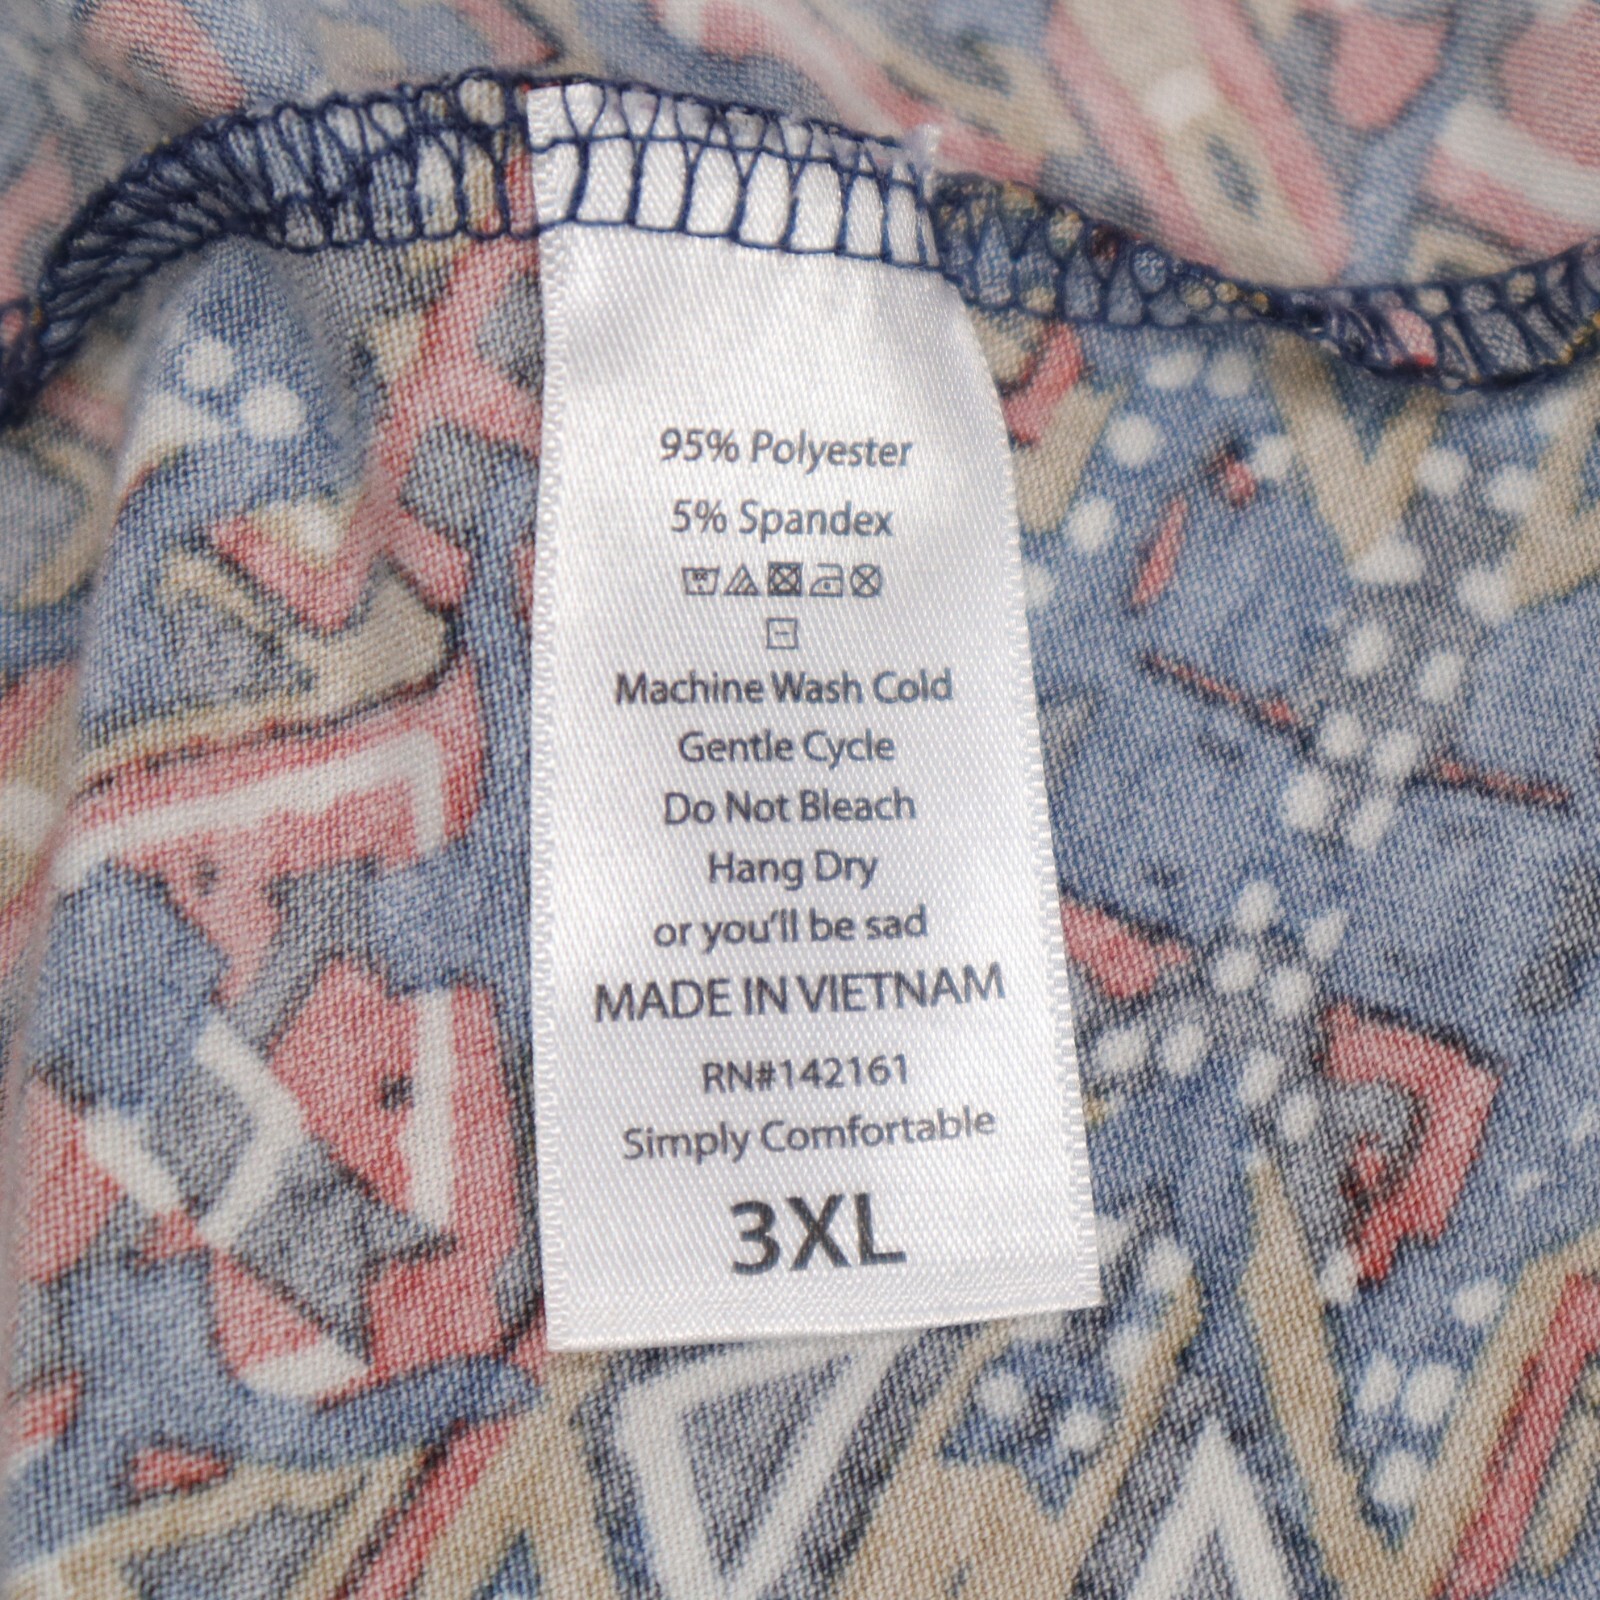 95% Polyester
5% Spandex
Machine Wash Cold
Gentle Cycle
Do Not Bleach
Hang Dry
or you'll be sad
MADE IN VIETNAM
RN#142161
Simply Comfortable
3XL